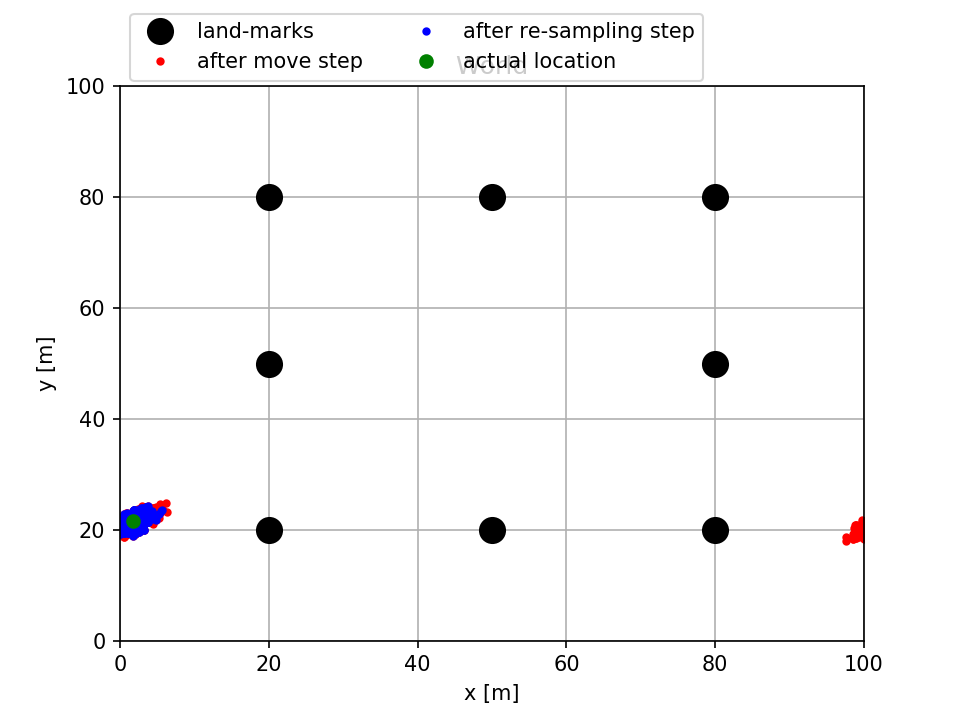 land-marks
after move step
after re-sampling step
actual location
World
100
80
60
40
20
0
y [m]
0 20 40 60 80 100
x [m]